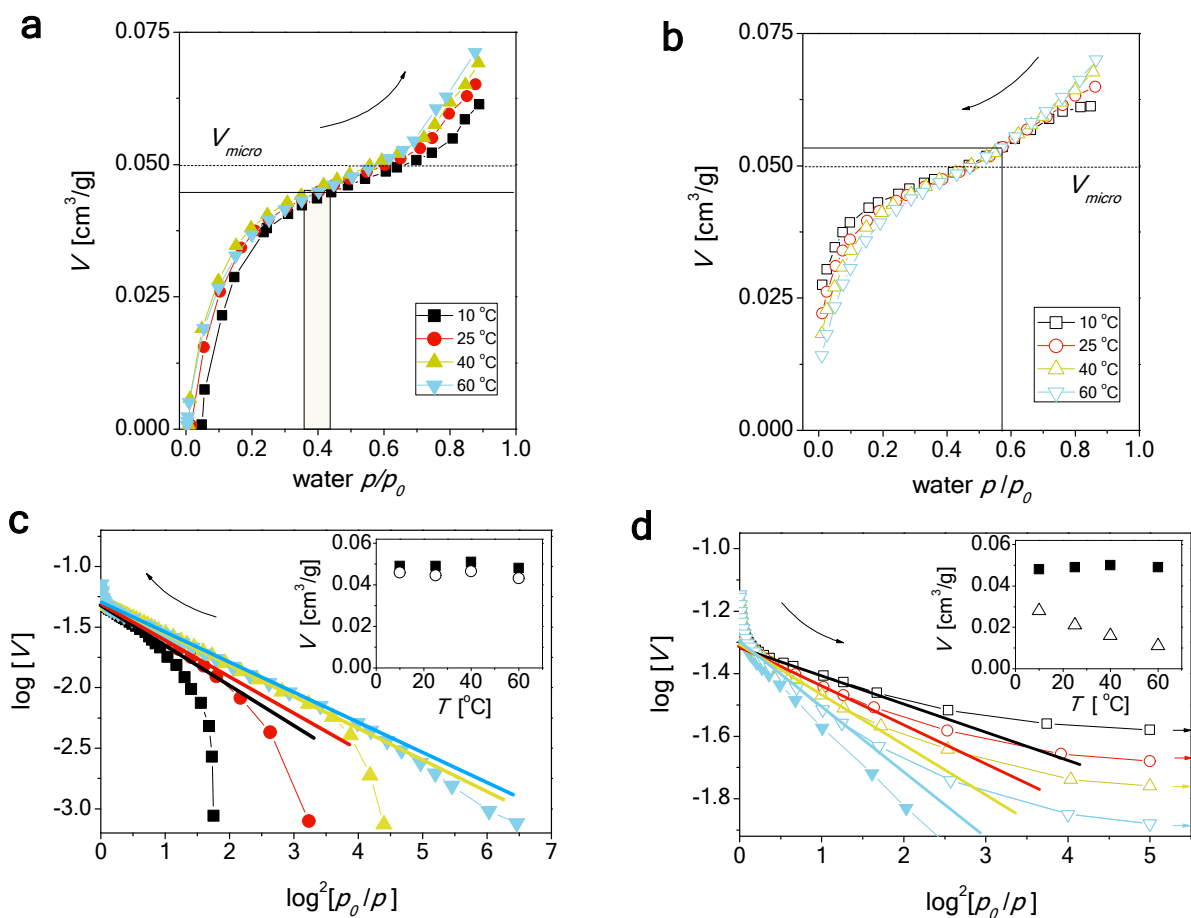 a
0.075
0.050
0.025
0.000
V [cm³/g]
V_micro
10 °C
25 °C
40 °C
60 °C
0.0 0.2 0.4 0.6 0.8 1.0
water p/p₀
b
0.075
0.050
0.025
0.000
V [cm³/g]
V_micro
10 °C
25 °C
40 °C
60 °C
0.0 0.2 0.4 0.6 0.8 1.0
water p/p₀
c
-1.0
-1.5
-2.0
-2.5
-3.0
log [V]
0.06
0.04
0.02
0.00
V [cm³/g]
0 20 40 60
T [°C]
0 1 2 3 4 5 6 7
log²[p₀/p]
d
-1.0
-1.2
-1.4
-1.6
-1.8
log [V]
0.06
0.04
0.02
0.00
V [cm³/g]
0 20 40 60
T [°C]
0 1 2 3 4 5
log²[p₀/p]